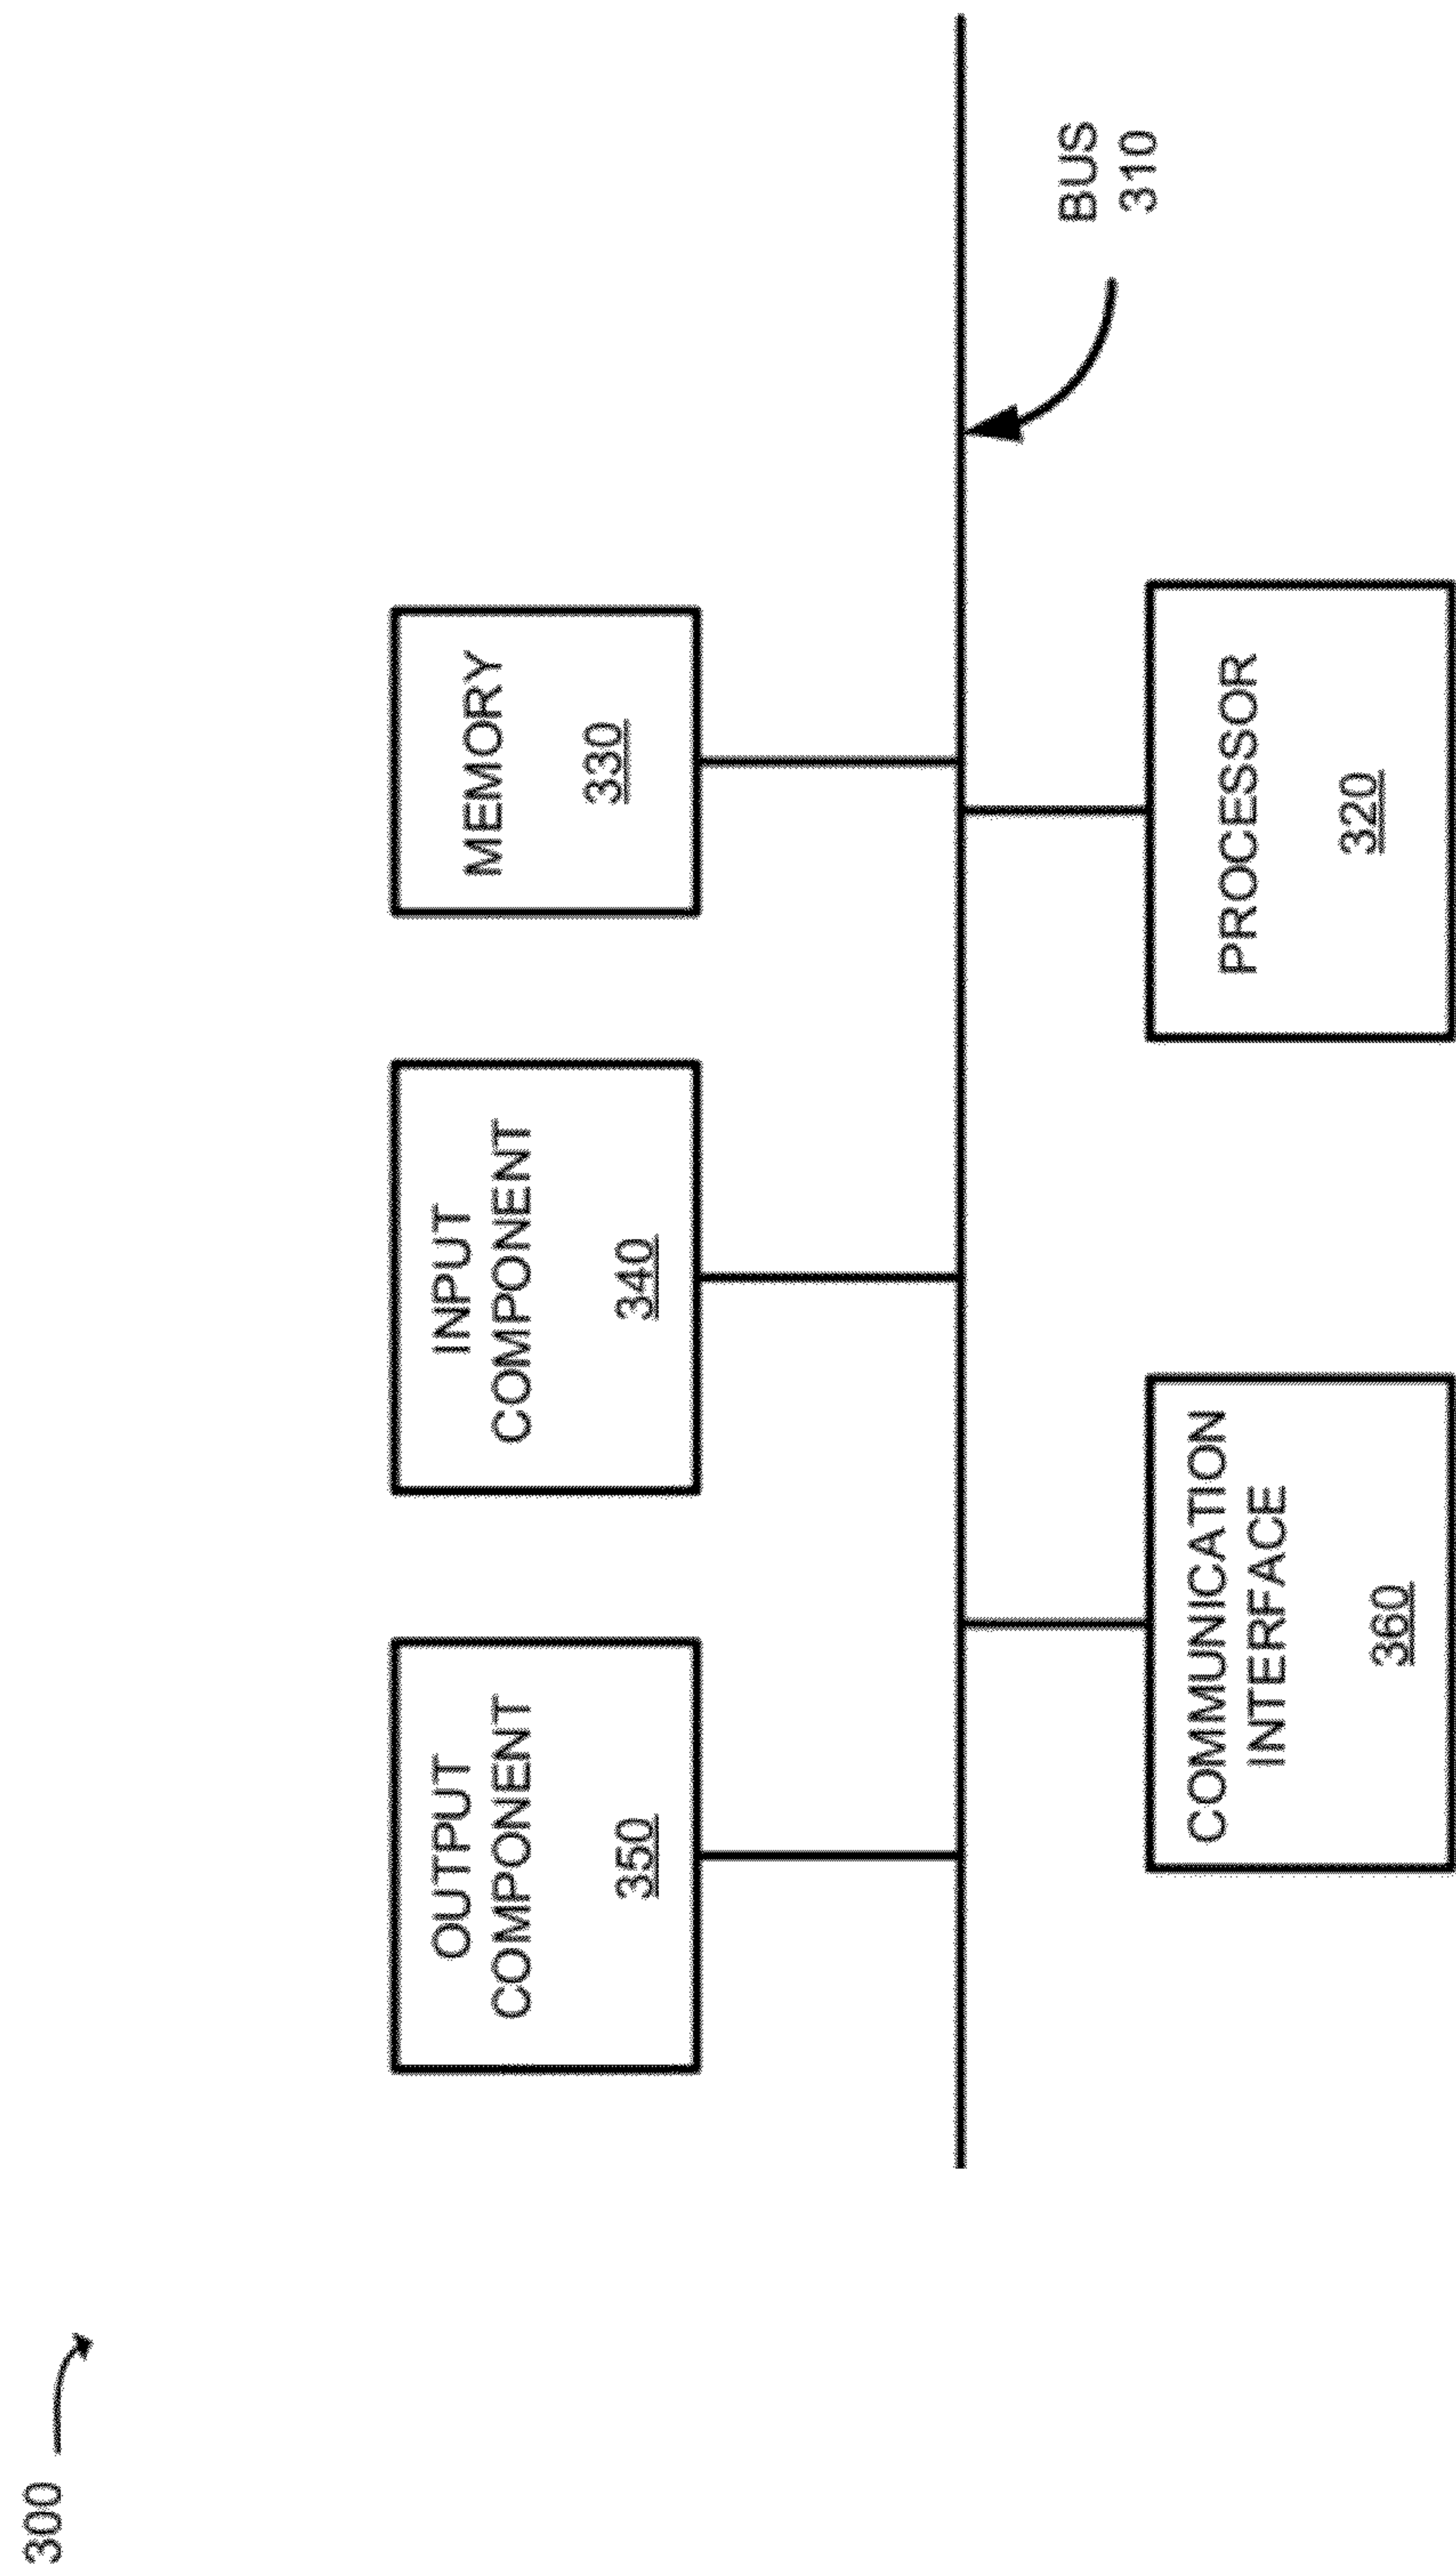 300
OUTPUT
COMPONENT
350
INPUT
COMPONENT
340
MEMORY
330
BUS
310
COMMUNICATION
INTERFACE
360
PROCESSOR
320